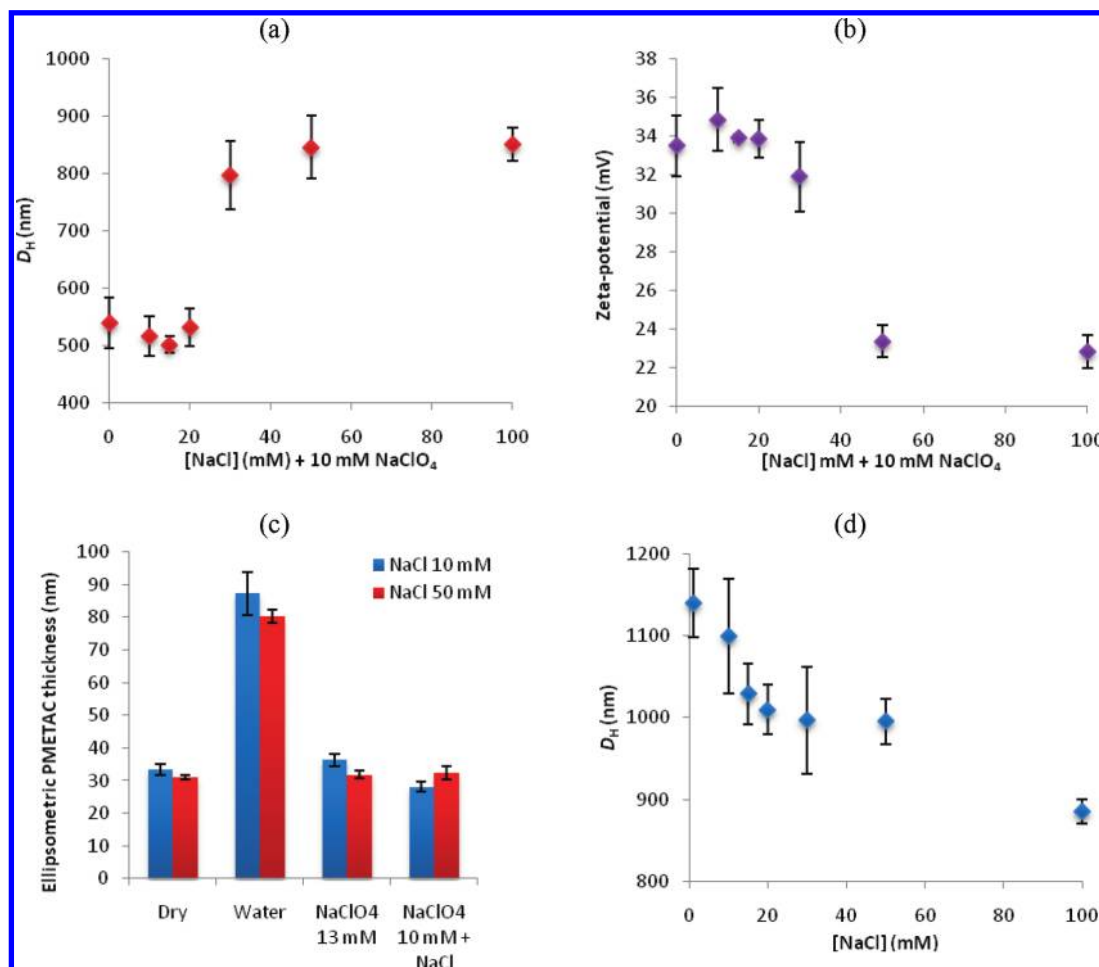 (a)
1000
900
800
700
600
500
400
D_H (nm)
0 20 40 60 80 100
[NaCl] (mM) + 10 mM NaClO₄
(b)
38
36
34
32
30
28
26
24
22
20
Zeta-potential (mV)
0 20 40 60 80 100
[NaCl] mM + 10 mM NaClO₄
(c)
100
90
80
70
60
50
40
30
20
10
0
Ellipsometric PMETAC thickness (nm)
NaCl 10 mM
NaCl 50 mM
Dry
Water
NaClO4
13 mM
NaClO4
10 mM +
NaCl
(d)
1200
1100
1000
900
800
D_H (nm)
0 20 40 60 80 100
[NaCl] (mM)